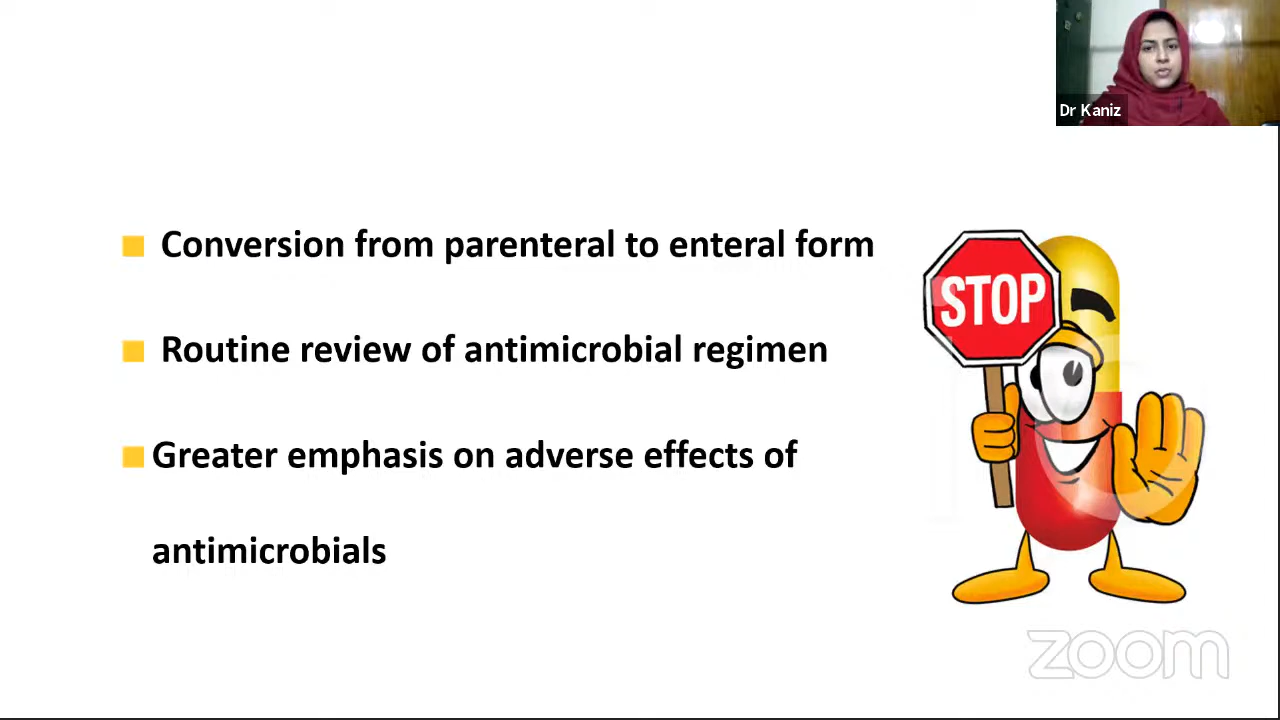 Dr Kaniz
Conversion from parenteral to enteral form
Routine review of antimicrobial regimen
Greater emphasis on adverse effects of
antimicrobials
STOP
zoom